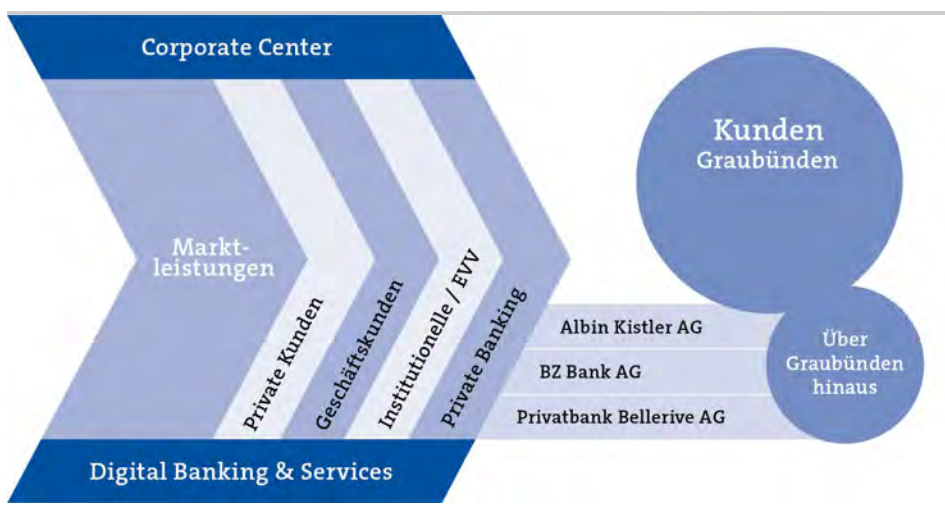 Corporate Center
Kunden
Graubünden
Markt-
leistungen
Private Kunden
Geschäftskunden
Institutionelle / EVV
Private Banking
Albin Kistler AG
BZ Bank AG
Privatbank Bellerive AG
Über
Graubünden
hinaus
Digital Banking & Services